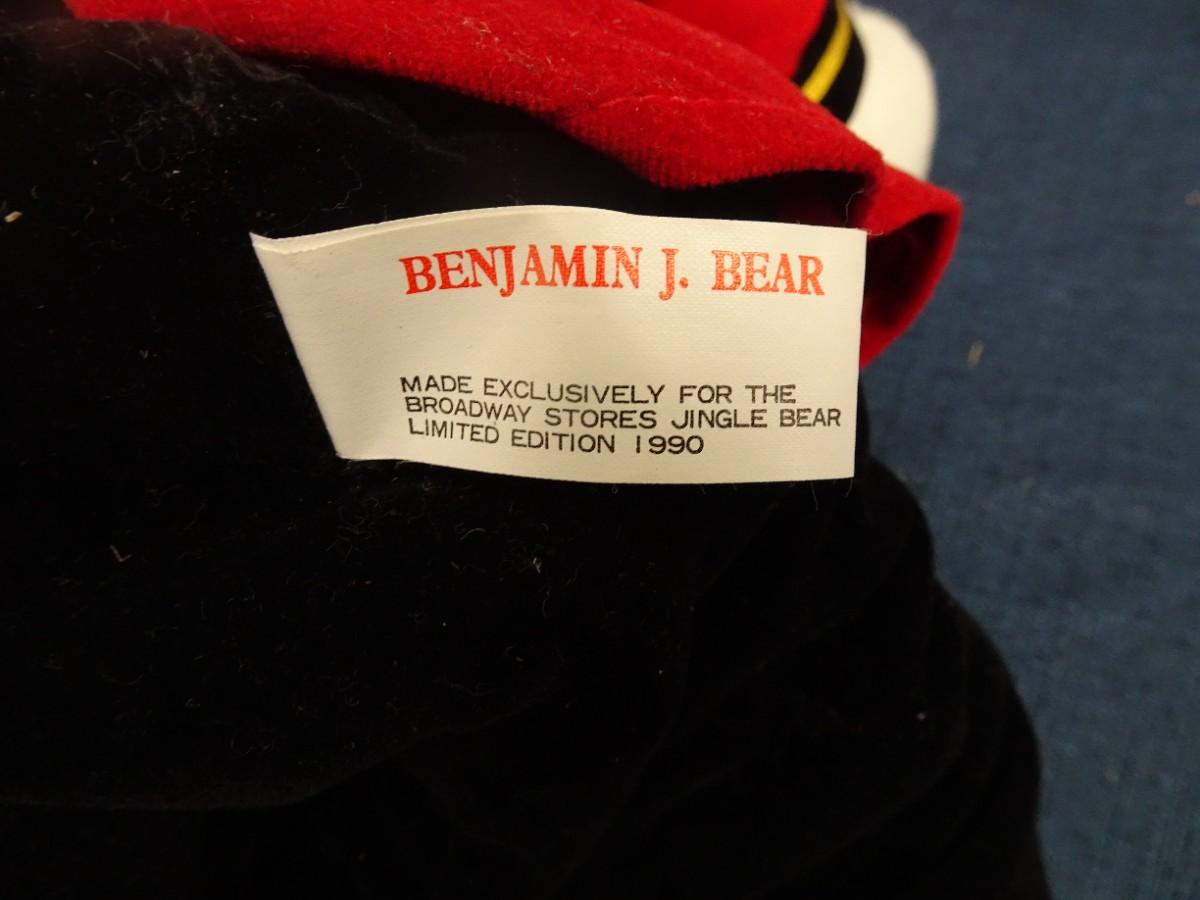 BENJAMIN J. BEAR
MADE EXCLUSIVELY FOR THE
BROADWAY STORES JINGLE BEAR
LIMITED EDITION 1990